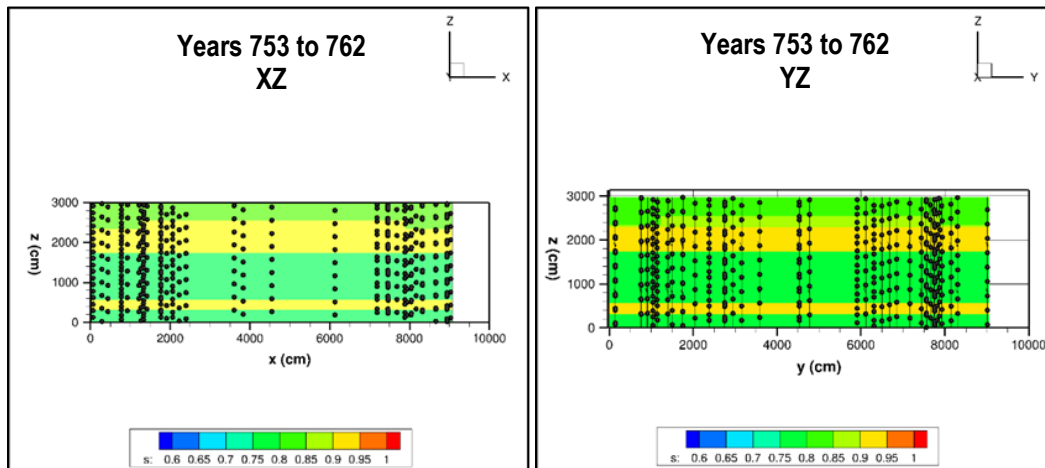 Years 753 to 762
XZ
Z
X
Y
z (cm)
3000
2000
1000
0
0 2000 4000 6000 8000 10000
x (cm)
s: 0.6 0.65 0.7 0.75 0.8 0.85 0.9 0.95 1
Years 753 to 762
YZ
Z
X
Y
z (cm)
3000
2000
1000
0
0 2000 4000 6000 8000 10000
y (cm)
s: 0.6 0.65 0.7 0.75 0.8 0.85 0.9 0.95 1